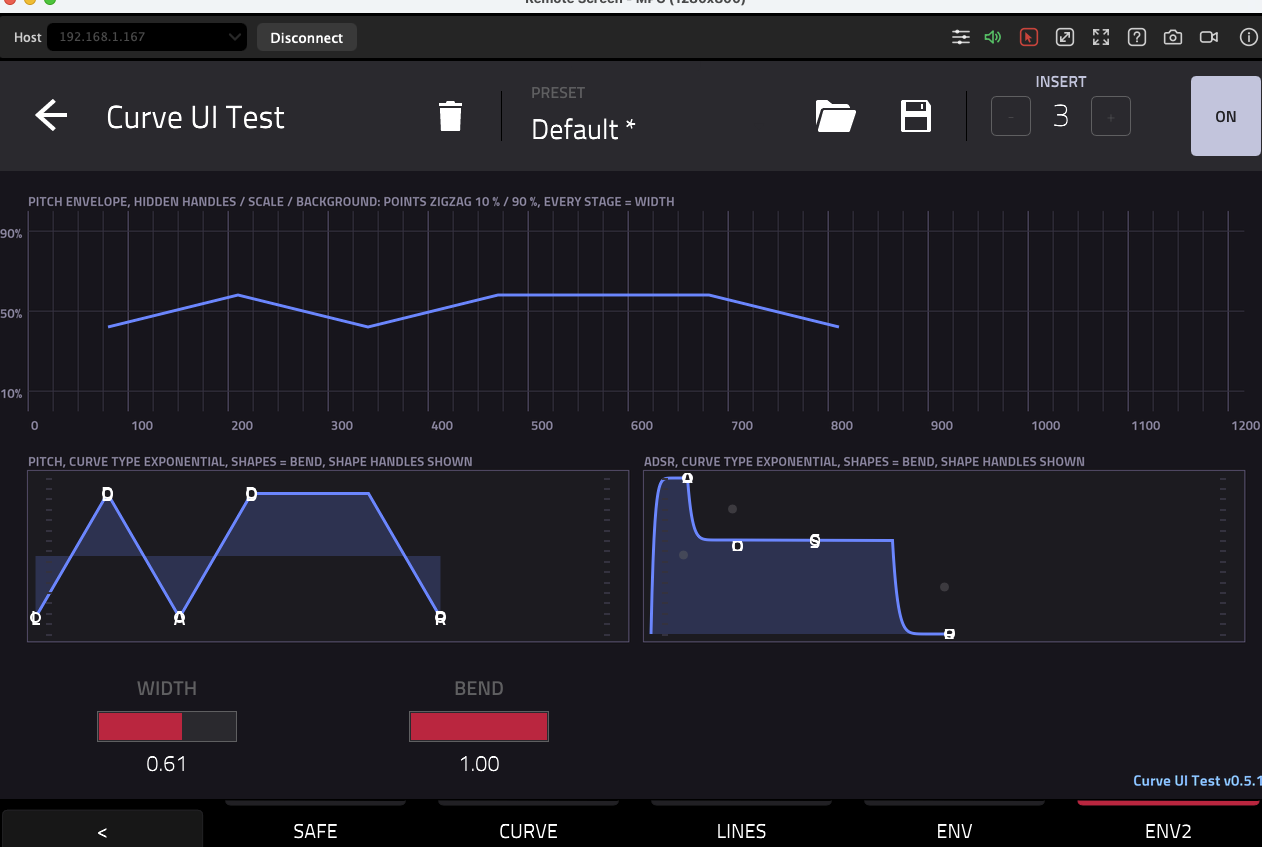 Remote Screen - MPC (1280x800)
Host 192.168.1.167 Disconnect
INSERT
PRESET
Curve UI Test Default * - 3 + ON
PITCH ENVELOPE, HIDDEN HANDLES / SCALE / BACKGROUND: POINTS ZIGZAG 10 % / 90 %, EVERY STAGE = WIDTH
90%
50%
10%
0 100 200 300 400 500 600 700 800 900 1000 1100 1200
PITCH, CURVE TYPE EXPONENTIAL, SHAPES = BEND, SHAPE HANDLES SHOWN
D D
L A R
ADSR, CURVE TYPE EXPONENTIAL, SHAPES = BEND, SHAPE HANDLES SHOWN
A
D S
R
WIDTH BEND
0.61 1.00
Curve UI Test v0.5.1
< SAFE CURVE LINES ENV ENV2